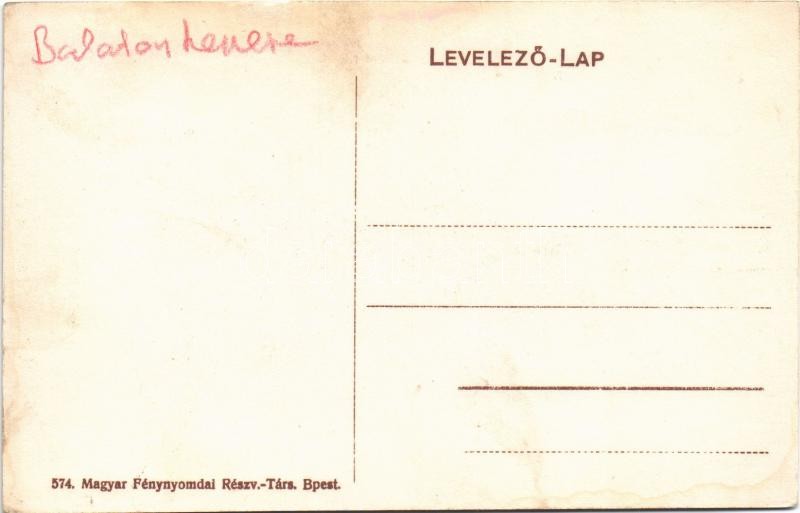 Balatonkenese
LEVELEZŐ-LAP
574. Magyar Fénynyomdai Részv.-Társ. Bpest.